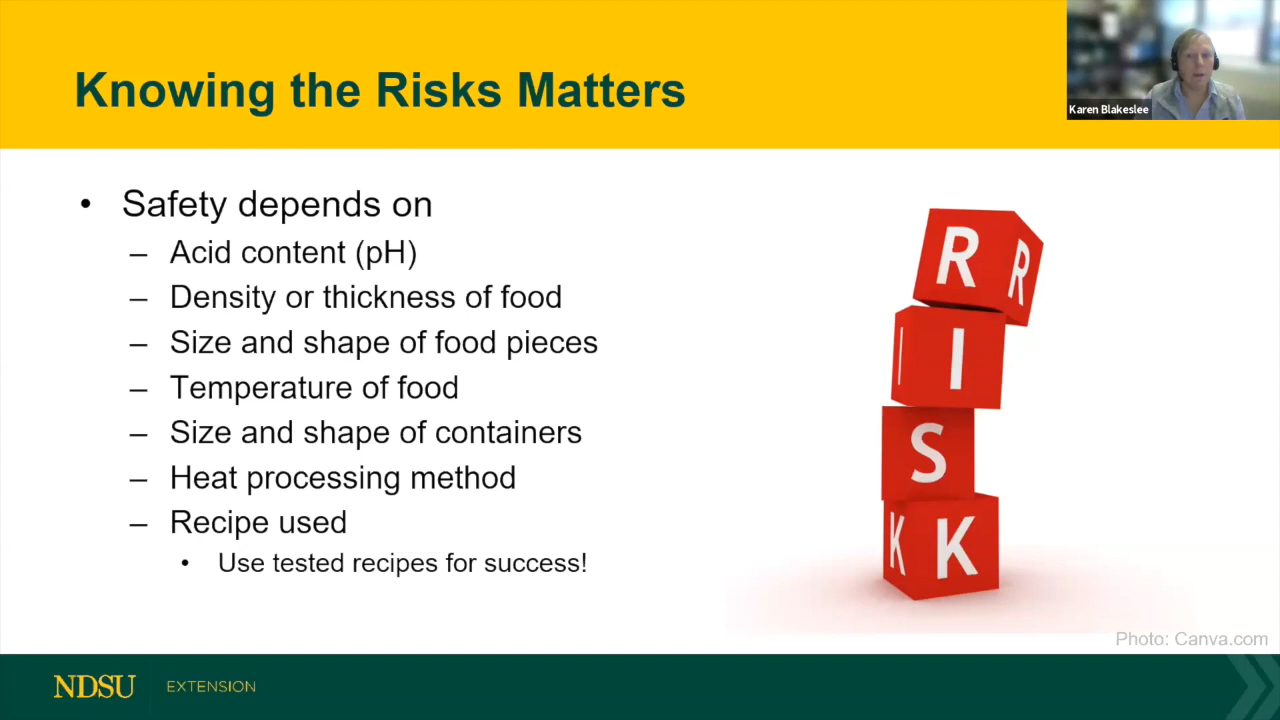 Knowing the Risks Matters
Karen Blakeslee
• Safety depends on
– Acid content (pH)
– Density or thickness of food
– Size and shape of food pieces
– Temperature of food
– Size and shape of containers
– Heat processing method
– Recipe used
• Use tested recipes for success!
R R
I I
S
K K
Photo: Canva.com
NDSU EXTENSION